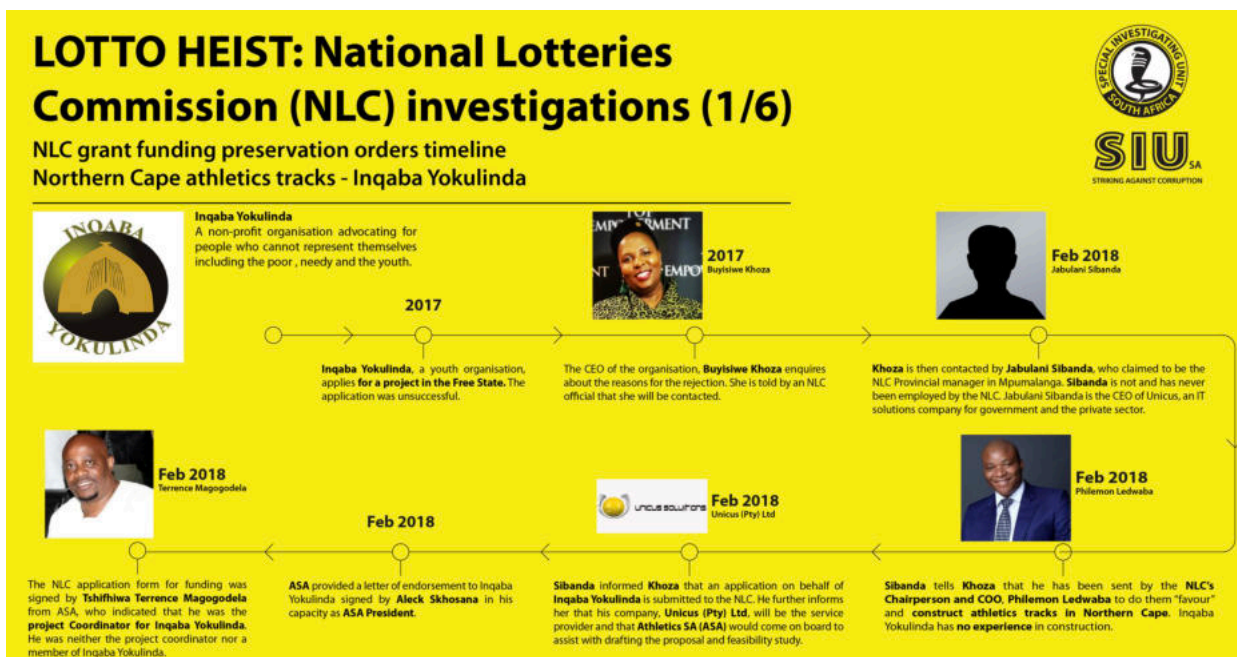 LOTTO HEIST: National Lotteries
Commission (NLC) investigations (1/6)
NLC grant funding preservation orders timeline
Northern Cape athletics tracks - Inqaba Yokulinda
SPECIAL INVESTIGATING UNIT
SOUTH AFRICA
SIU SA
STRIKING AGAINST CORRUPTION
INQABA
YOKULINDA
Inqaba Yokulinda
A non-profit organisation advocating for
people who cannot represent themselves
including the poor , needy and the youth.
2017
Inqaba Yokulinda, a youth organisation,
applies for a project in the Free State. The
application was unsuccessful.
EMPOWERMENT
NT
EMPO
2017
Buyisiwe Khoza
The CEO of the organisation, Buyisiwe Khoza enquires
about the reasons for the rejection. She is told by an NLC
official that she will be contacted.
Feb 2018
Jabulani Sibanda
Khoza is then contacted by Jabulani Sibanda, who claimed to be the
NLC Provincial manager in Mpumalanga. Sibanda is not and has never
been employed by the NLC. Jabulani Sibanda is the CEO of Unicus, an IT
solutions company for government and the private sector.
Feb 2018
Philemon Ledwaba
Sibanda tells Khoza that he has been sent by the NLC's
Chairperson and COO, Philemon Ledwaba to do them "favour"
and construct athletics tracks in Northern Cape. Inqaba
Yokulinda has no experience in construction.
unicus solutions
Feb 2018
Unicus (Pty) Ltd
Sibanda informed Khoza that an application on behalf of
Inqaba Yokulinda is submitted to the NLC. He further informs
her that his company, Unicus (Pty) Ltd, will be the service
provider and that Athletics SA (ASA) would come on board to
assist with drafting the proposal and feasibility study.
Feb 2018
ASA provided a letter of endorsement to Inqaba
Yokulinda signed by Aleck Skhosana in his
capacity as ASA President.
Feb 2018
Terrence Magogodela
The NLC application form for funding was
signed by Tshifhiwa Terrence Magogodela
from ASA, who indicated that he was the
project Coordinator for Inqaba Yokulinda.
He was neither the project coordinator nor a
member of Inqaba Yokulinda.